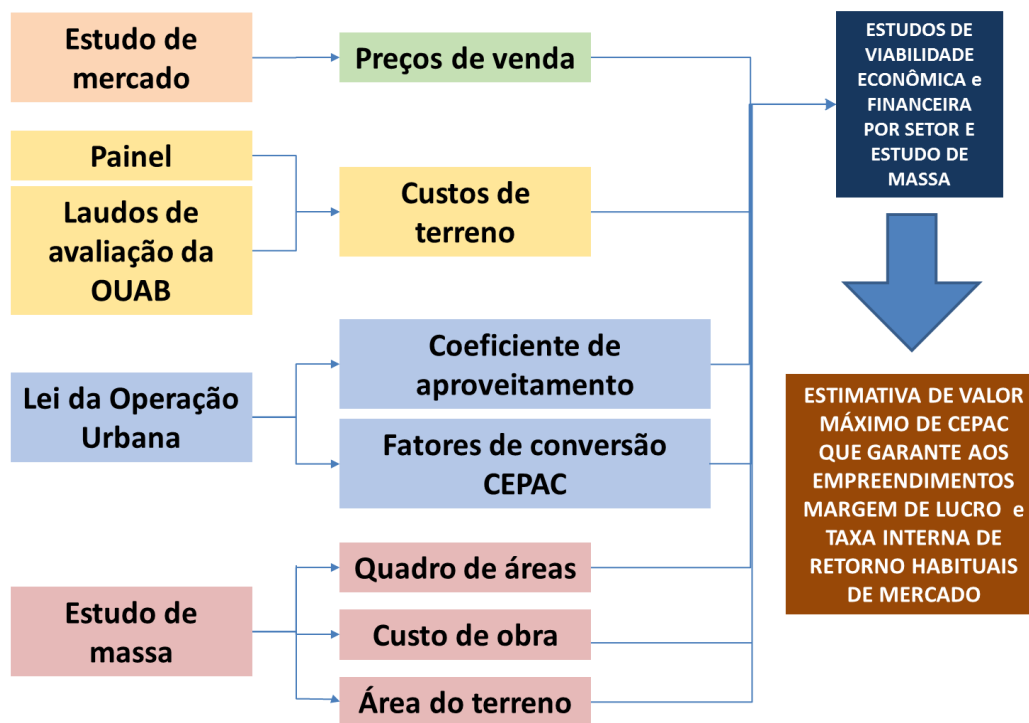 Estudo de
mercado
Preços de venda
Painel
Laudos de
avaliação da
OUAB
Custos de
terreno
Lei da Operação
Urbana
Coeficiente de
aproveitamento
Fatores de conversão
CEPAC
Estudo de
massa
Quadro de áreas
Custo de obra
Área do terreno
ESTUDOS DE
VIABILIDADE
ECONÔMICA e
FINANCEIRA
POR SETOR E
ESTUDO DE
MASSA
ESTIMATIVA DE VALOR
MÁXIMO DE CEPAC
QUE GARANTE AOS
EMPREENDIMENTOS
MARGEM DE LUCRO e
TAXA INTERNA DE
RETORNO HABITUAIS
DE MERCADO